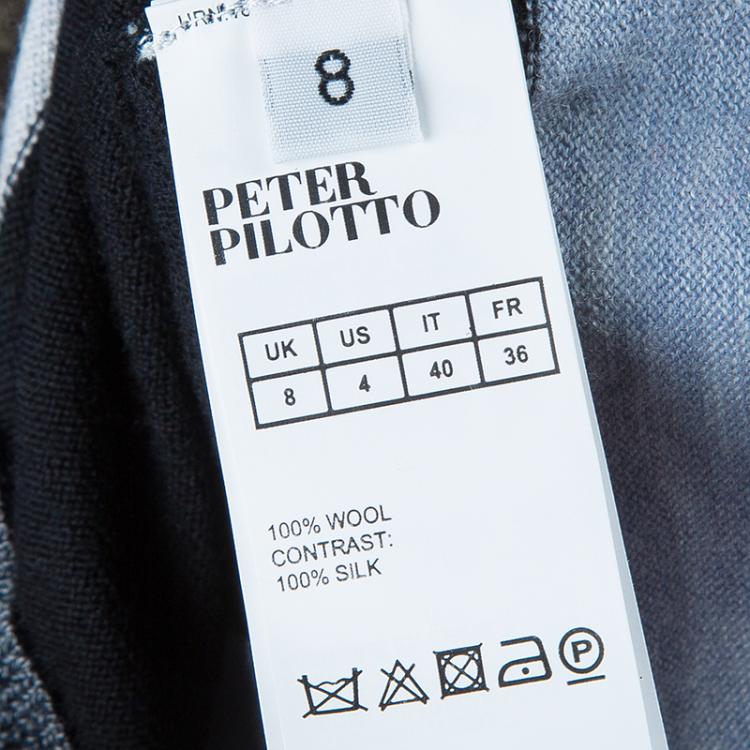 8
PETER
PILOTTO
UK US IT FR
8 4 40 36
100% WOOL
CONTRAST:
100% SILK
P